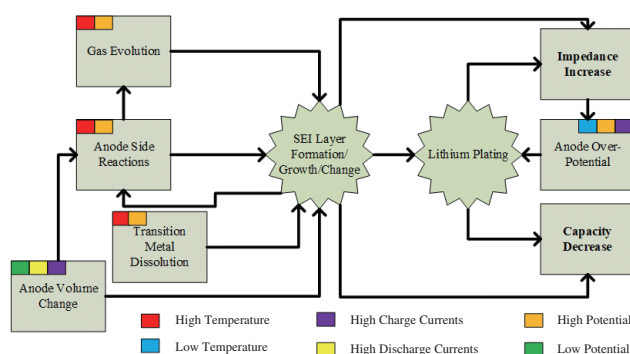 Gas Evolution
Impedance
Increase
Anode Side
Reactions
SEI Layer
Formation/
Growth/Change
Lithium Plating
Anode Over-
Potential
Transition
Metal
Dissolution
Capacity
Decrease
Anode Volume
Change
High Temperature
High Charge Currents
High Potential
Low Temperature
High Discharge Currents
Low Potential